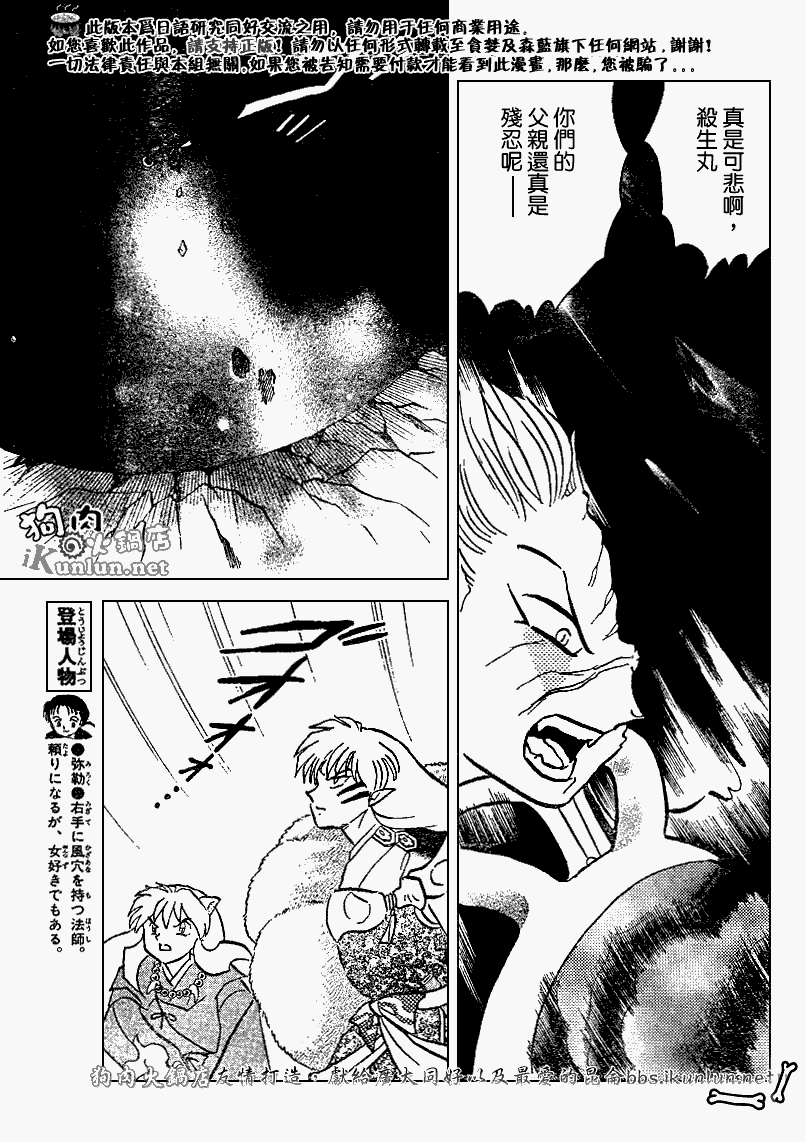 此版本爲日語研究同好交流之用，請勿用于任何商業用途。
如您喜歡此作品，請支持正版！請勿以任何形式轉載至貪婪及森藍旗下任何網站,謝謝！
一切法律責任與本組無關.如果您被告知需要付款才能看到此漫畫,那麼,您被騙了...
真是可悲啊，
殺生丸
你們的
父親還真是
殘忍呢——
狗肉
火鍋店
iKunlun.net
登場人物
とうじょうじんぶつ
●弥勒●右手に風穴を持つ法師。
頼りになるが、女好きでもある。
狗肉火鍋店友情打造，獻給廣大同好以及最愛的昆侖bbs.ikunlun.net